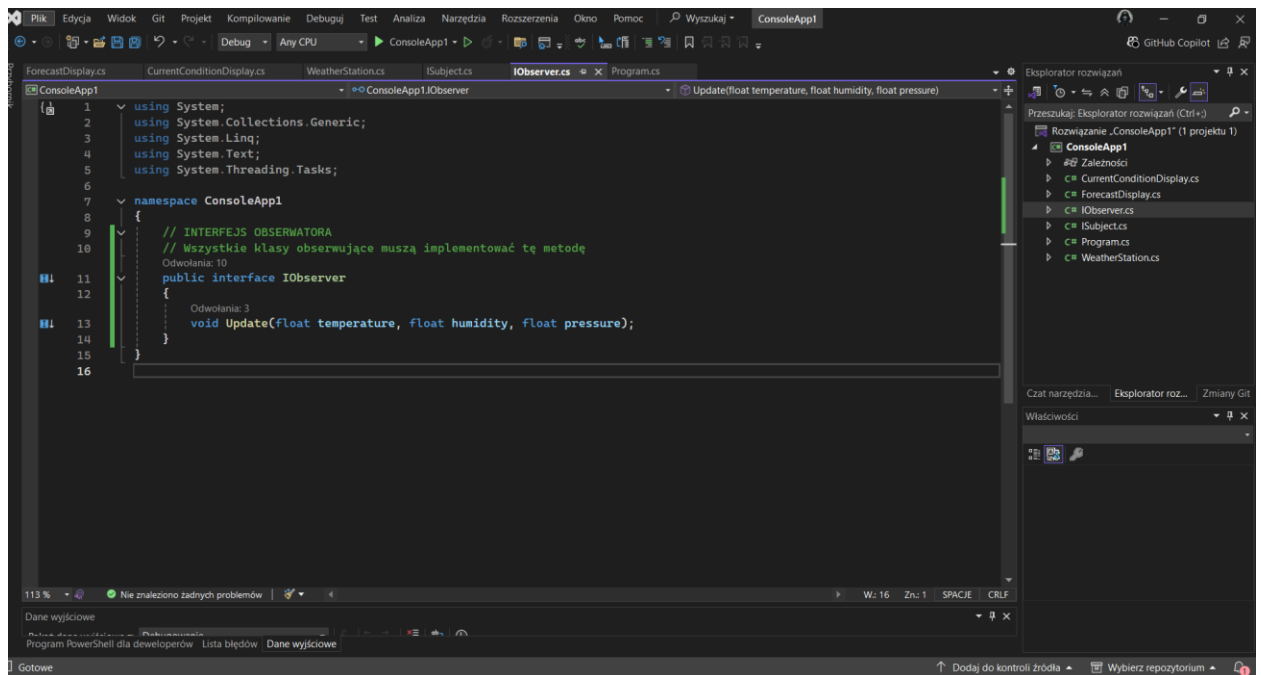 Plik Edycja Widok Git Projekt Kompilowanie Debuguj Test Analiza Narzędzia Rozszerzenia Okno Pomoc Wyszukaj ConsoleApp1
Debug Any CPU ConsoleApp1 GitHub Copilot
ForecastDisplay.cs CurrentConditionDisplay.cs WeatherStation.cs ISubject.cs IObserver.cs Program.cs
ConsoleApp1 ConsoleApp1.IObserver Update(float temperature, float humidity, float pressure)
1 using System;
2 using System.Collections.Generic;
3 using System.Linq;
4 using System.Text;
5 using System.Threading.Tasks;
6
7 namespace ConsoleApp1
8 {
9 // INTERFEJS OBSERWATORA
10 // Wszystkie klasy obserwujące muszą implementować tę metodę
Odwołania: 10
11 public interface IObserver
12 {
Odwołania: 3
13 void Update(float temperature, float humidity, float pressure);
14 }
15 }
16
113 % Nie znaleziono żadnych problemów W.: 16 Zn.: 1 SPACJE CRLF
Dane wyjściowe
Program PowerShell dla deweloperów Lista błędów Dane wyjściowe
Eksplorator rozwiązań
Przeszukaj: Eksplorator rozwiązań (Ctrl+;)
Rozwiązanie „ConsoleApp1” (1 projektu 1)
ConsoleApp1
Zależności
C# CurrentConditionDisplay.cs
C# ForecastDisplay.cs
C# IObserver.cs
C# ISubject.cs
C# Program.cs
C# WeatherStation.cs
Czat narzędzia... Eksplorator roz... Zmiany Git
Właściwości
Gotowe Dodaj do kontroli źródła Wybierz repozytorium 1